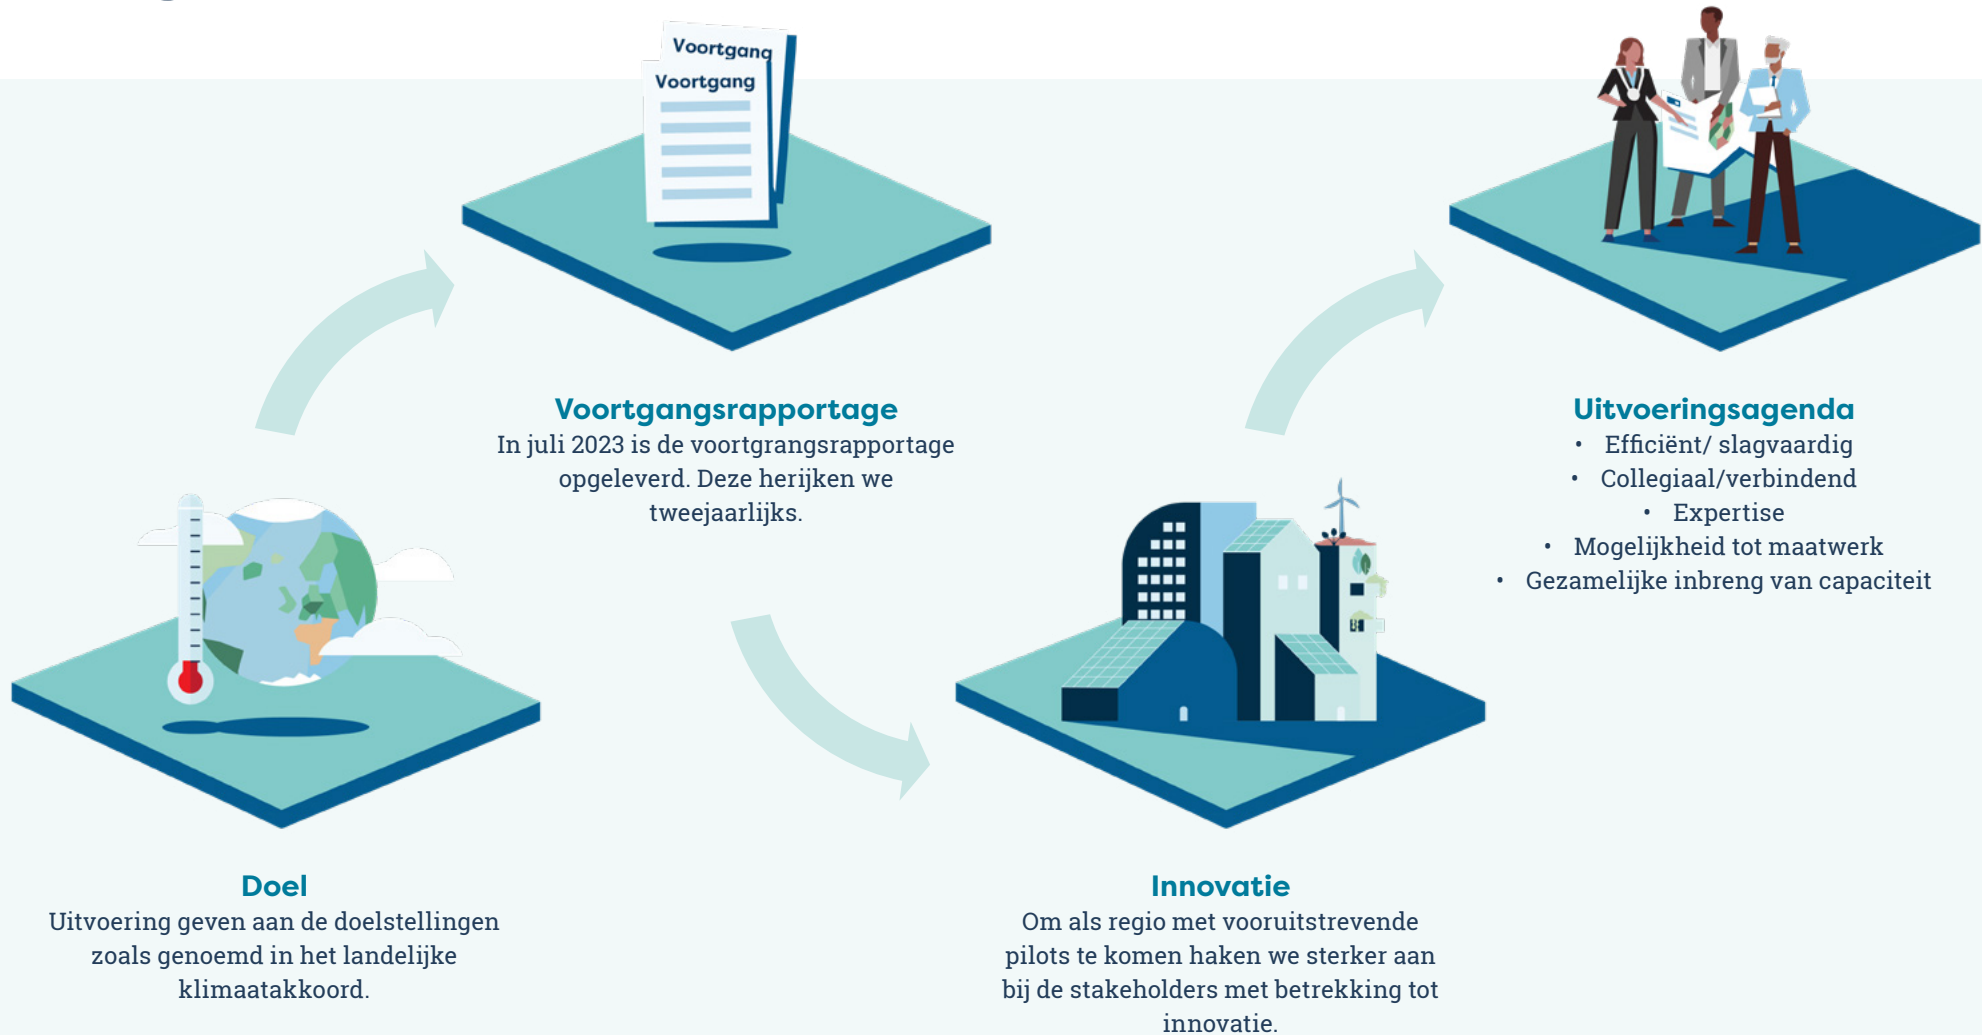 Voortgang
Voortgang
Voortgangsrapportage
In juli 2023 is de voortgrangsrapportage
opgeleverd. Deze herijken we
tweejaarlijks.
Uitvoeringsagenda
• Efficiënt/ slagvaardig
• Collegiaal/verbindend
• Expertise
• Mogelijkheid tot maatwerk
• Gezamelijke inbreng van capaciteit
Doel
Uitvoering geven aan de doelstellingen
zoals genoemd in het landelijke
klimaatakkoord.
Innovatie
Om als regio met vooruitstrevende
pilots te komen haken we sterker aan
bij de stakeholders met betrekking tot
innovatie.